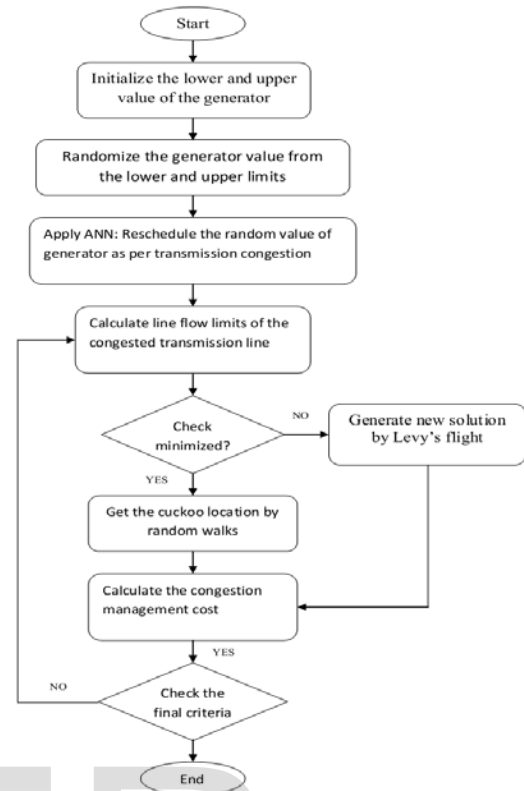 Start
Initialize the lower and upper
value of the generator
Randomize the generator value from
the lower and upper limits
Apply ANN: Reschedule the random value of
generator as per transmission congestion
Calculate line flow limits of the
congested transmission line
Check
minimized?
NO
Generate new solution
by Levy's flight
YES
Get the cuckoo location by
random walks
Calculate the congestion
management cost
YES
NO
Check the
final criteria
End